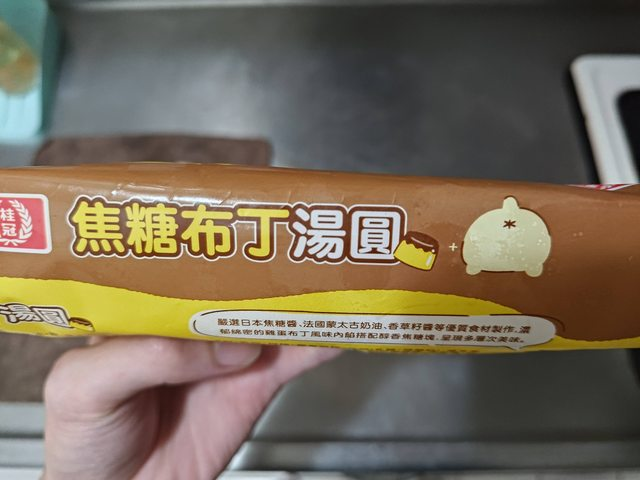 桂冠
焦糖布丁湯圓
湯圓
嚴選日本焦糖醬、法國蒙太古奶油、香草籽醬等優質食材製作,濃
郁綿密的雞蛋布丁風味內餡搭配醇香焦糖塊,呈現多層次美味。